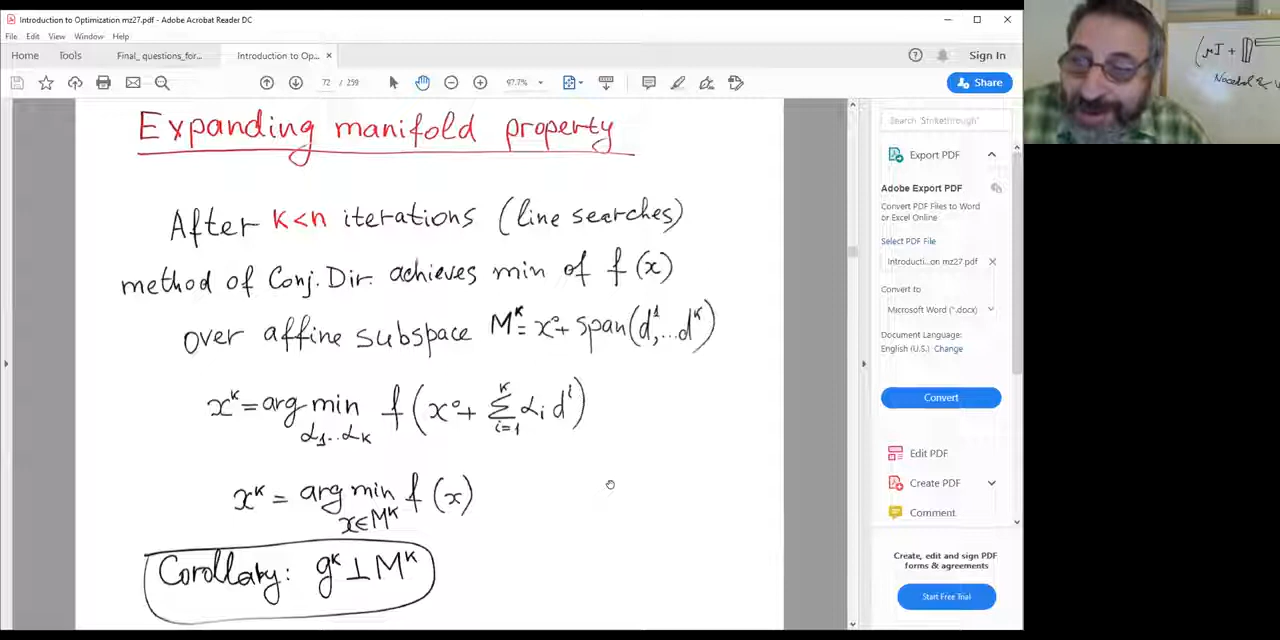 Introduction to Optimization mz27.pdf - Adobe Acrobat Reader DC
File Edit View Window Help
Home Tools Final_questions_for... Introduction to Op... ×
Sign In
72 / 259
97.7%
Share
Expanding manifold property
After k<n iterations (line searches)
method of Conj. Dir. achieves min of f(x)
over affine subspace Mᵏ = x⁰ + span(d¹,...dᵏ)
xᵏ = arg min f(x⁰ + Σ αᵢ dⁱ)
α₁..αₖ
k
i=1
xᵏ = arg min f(x)
x∈Mᵏ
Corollary: gᵏ ⊥ Mᵏ
Search 'Strikethrough'
Export PDF
Adobe Export PDF
Convert PDF Files to Word
or Excel Online
Select PDF File
Introducti...on mz27.pdf ×
Convert to
Microsoft Word (*.docx)
Document Language:
English (U.S.) Change
Convert
Edit PDF
Create PDF
Comment
Create, edit and sign PDF
forms & agreements
Start Free Trial